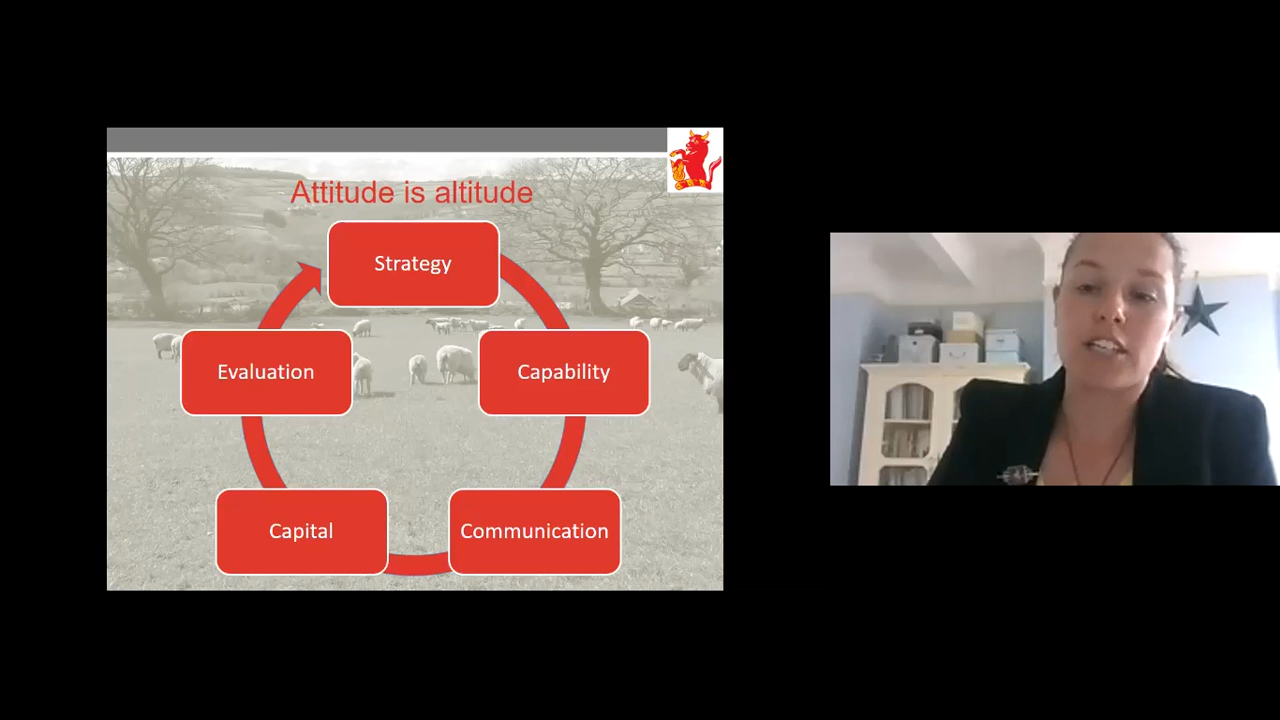 Attitude is altitude
Strategy
Evaluation
Capability
Capital
Communication